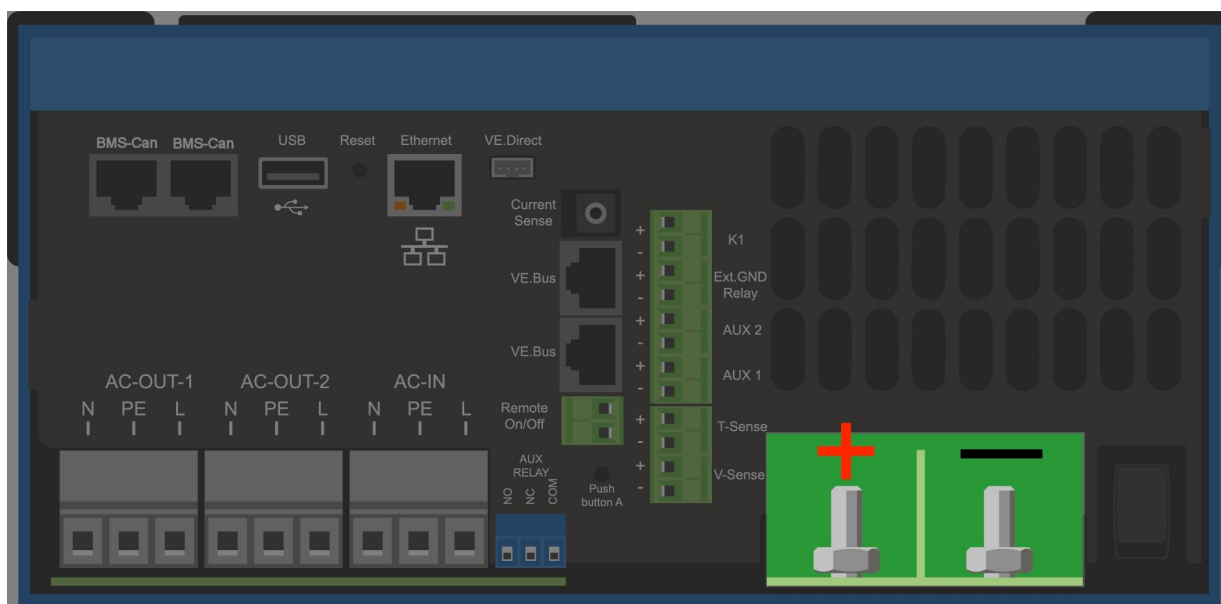 BMS-Can BMS-Can USB Reset Ethernet VE.Direct
Current
Sense
+ K1
-
VE.Bus + Ext.GND
- Relay
+ AUX 2
-
VE.Bus
+ AUX 1
-
AC-OUT-1 AC-OUT-2 AC-IN
N PE L N PE L N PE L
Remote
On/Off
+ T-Sense
-
AUX
RELAY
NO NC COM
Push
button A
+ V-Sense
-
+ -